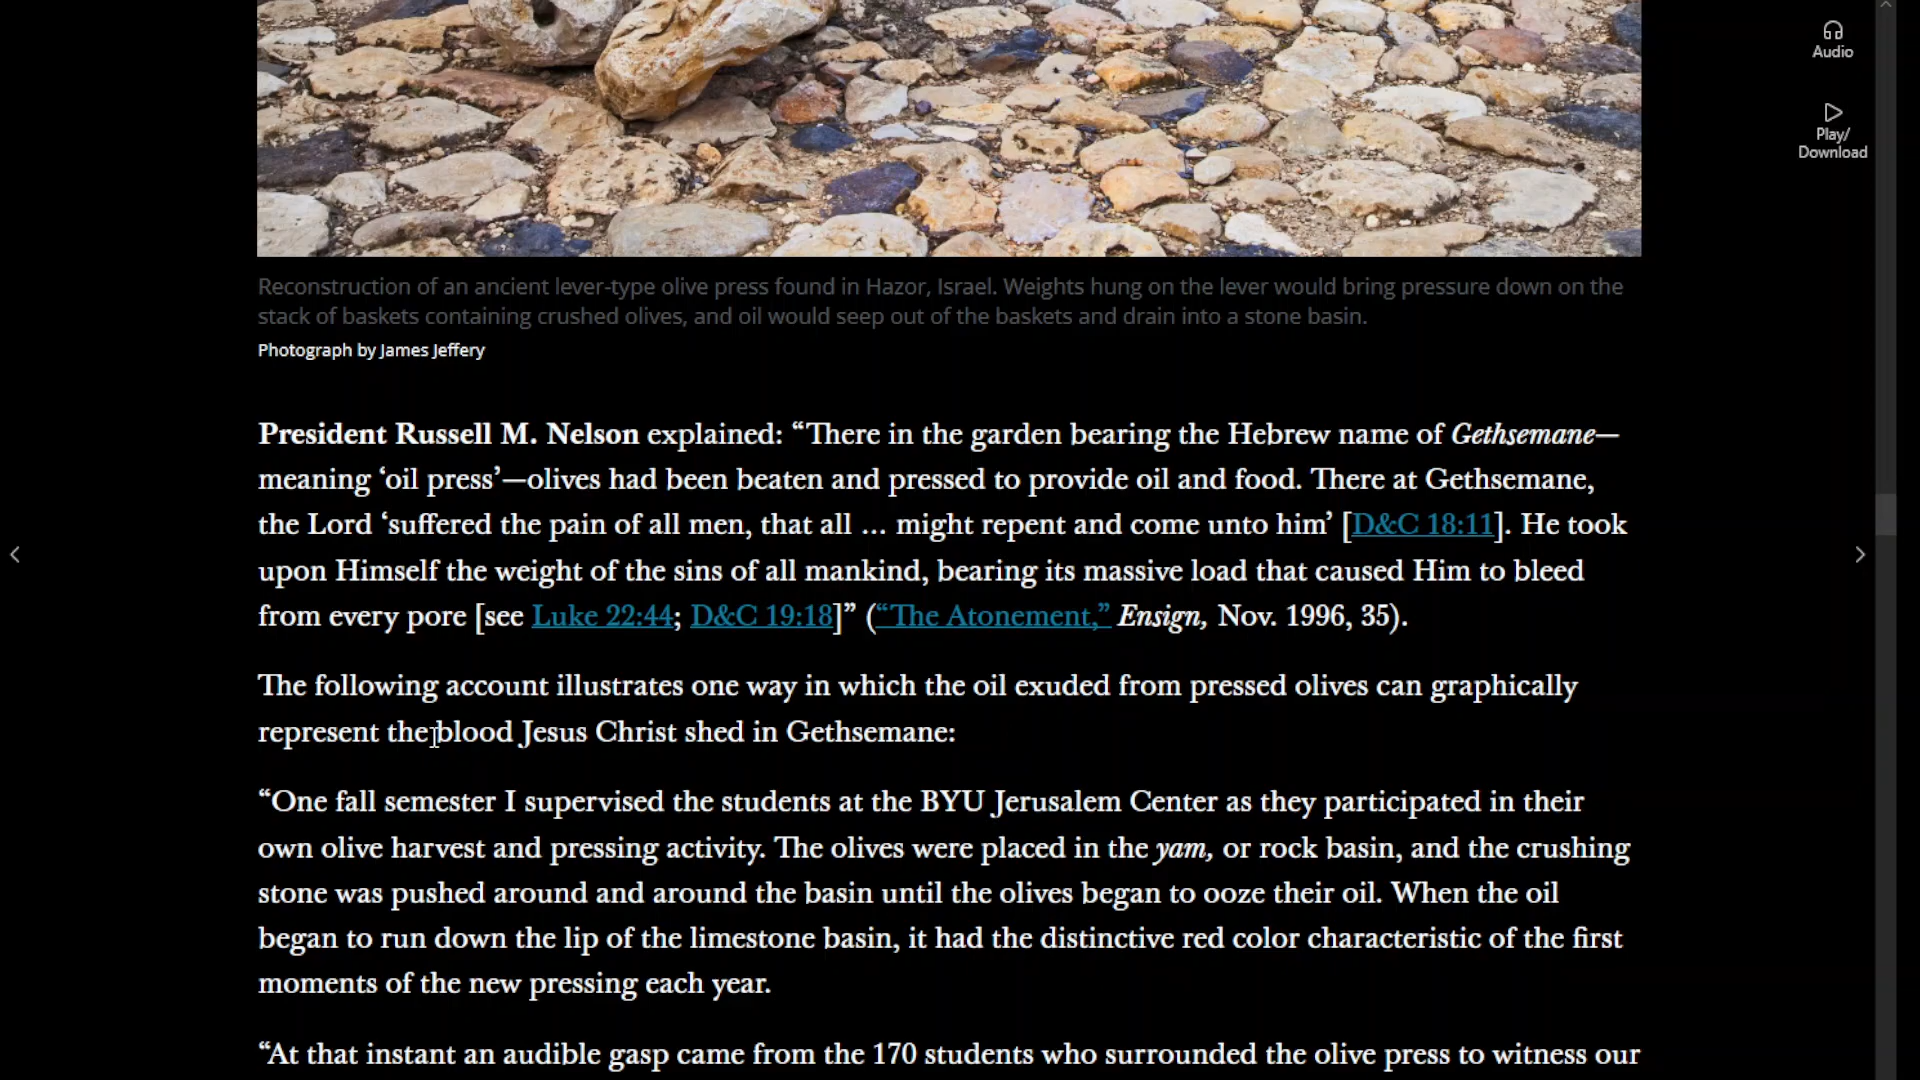 Audio
Play/
Download
Reconstruction of an ancient lever-type olive press found in Hazor, Israel. Weights hung on the lever would bring pressure down on the
stack of baskets containing crushed olives, and oil would seep out of the baskets and drain into a stone basin.
Photograph by James Jeffery
President Russell M. Nelson explained: “There in the garden bearing the Hebrew name of Gethsemane—
meaning ‘oil press’—olives had been beaten and pressed to provide oil and food. There at Gethsemane,
the Lord ‘suffered the pain of all men, that all … might repent and come unto him’ [D&C 18:11]. He took
upon Himself the weight of the sins of all mankind, bearing its massive load that caused Him to bleed
from every pore [see Luke 22:44; D&C 19:18]” (“The Atonement,” Ensign, Nov. 1996, 35).
The following account illustrates one way in which the oil exuded from pressed olives can graphically
represent the blood Jesus Christ shed in Gethsemane:
“One fall semester I supervised the students at the BYU Jerusalem Center as they participated in their
own olive harvest and pressing activity. The olives were placed in the yam, or rock basin, and the crushing
stone was pushed around and around the basin until the olives began to ooze their oil. When the oil
began to run down the lip of the limestone basin, it had the distinctive red color characteristic of the first
moments of the new pressing each year.
“At that instant an audible gasp came from the 170 students who surrounded the olive press to witness our